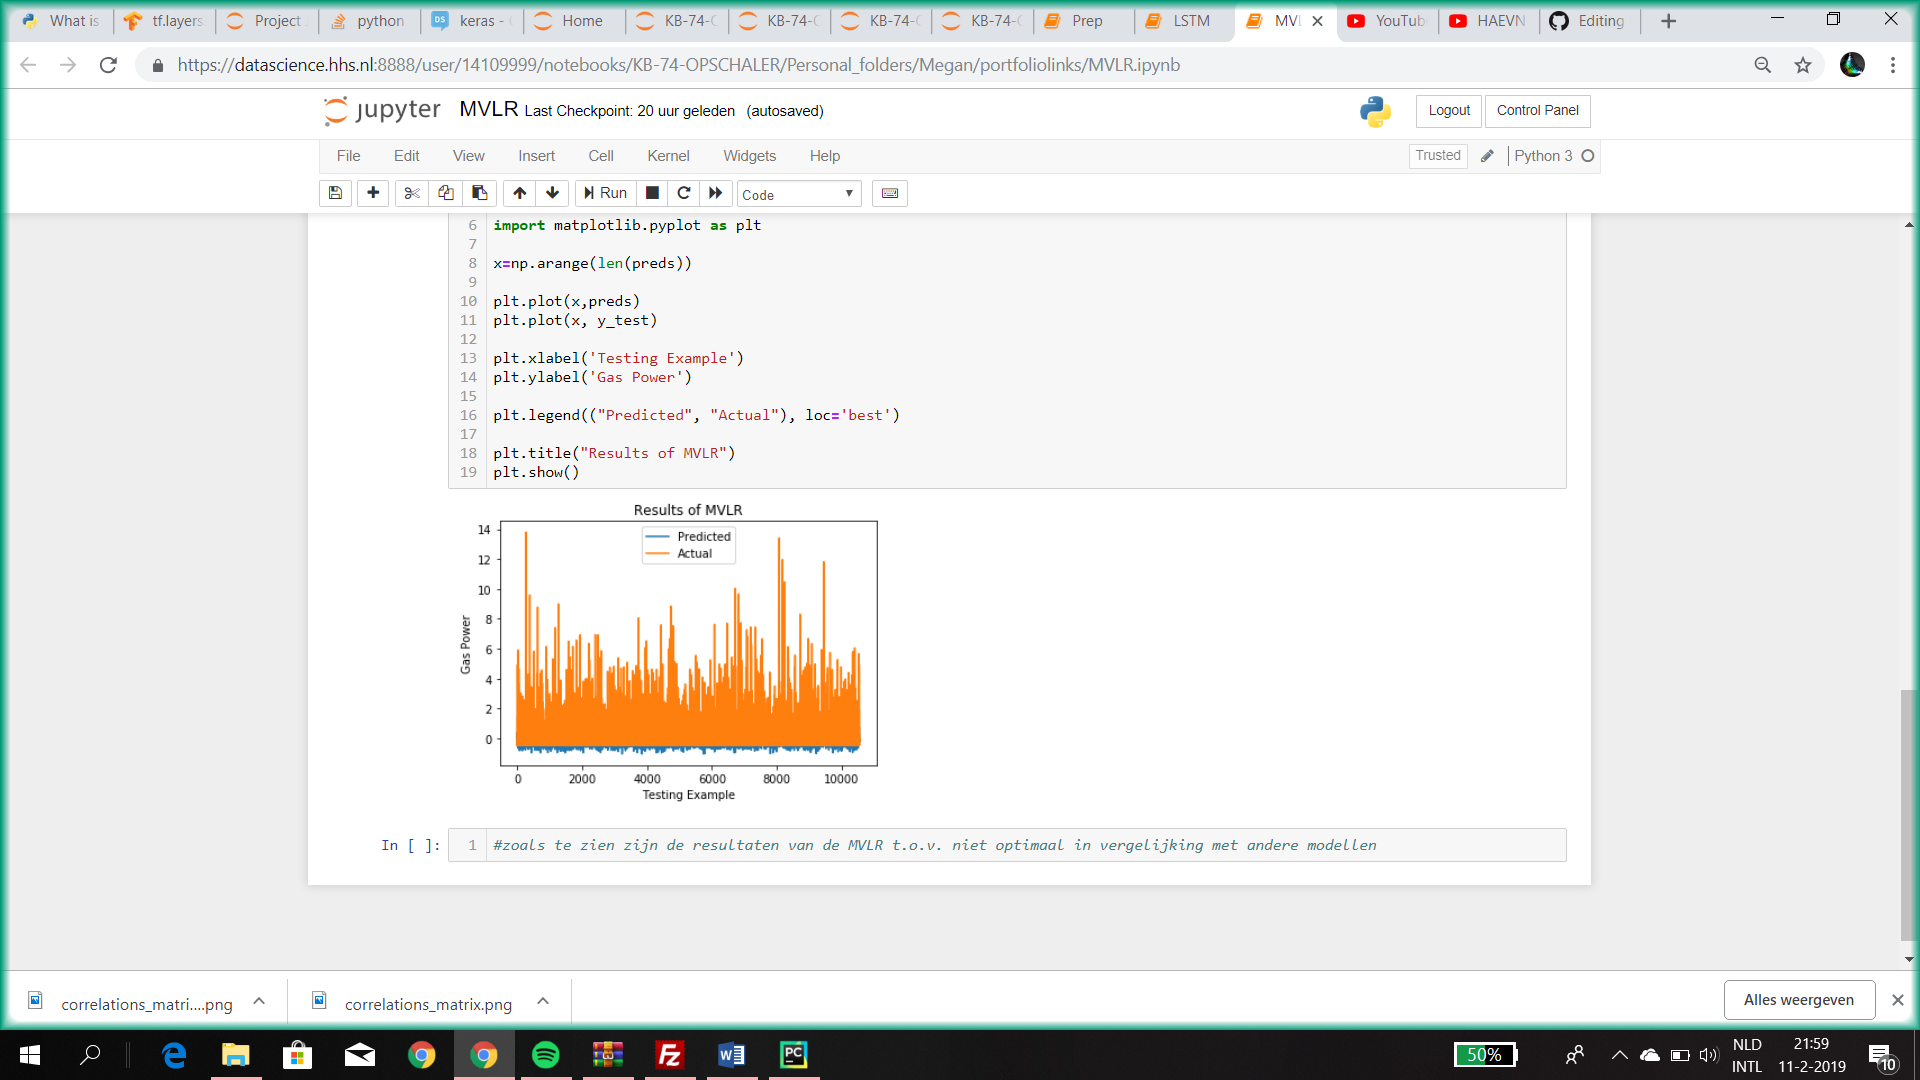 What is
tf.layers
Project
python
keras -
Home
KB-74-
KB-74-
KB-74-
KB-74-
Prep
LSTM
MV
YouTub
HAEVN
Editing
https://datascience.hhs.nl:8888/user/14109999/notebooks/KB-74-OPSCHALER/Personal_folders/Megan/portfoliolinks/MVLR.ipynb
jupyter MVLR Last Checkpoint: 20 uur geleden (autosaved)
Logout Control Panel
File Edit View Insert Cell Kernel Widgets Help
Trusted Python 3 O
Run Code
6 import matplotlib.pyplot as plt
7
8 x=np.arange(len(preds))
9
10 plt.plot(x,preds)
11 plt.plot(x, y_test)
12
13 plt.xlabel('Testing Example')
14 plt.ylabel('Gas Power')
15
16 plt.legend(("Predicted", "Actual"), loc='best')
17
18 plt.title("Results of MVLR")
19 plt.show()
Results of MVLR
Predicted
Actual
14
12
10
8
6
4
2
0
Gas Power
0 2000 4000 6000 8000 10000
Testing Example
In [ ]: 1 #zoals te zien zijn de resultaten van de MVLR t.o.v. niet optimaal in vergelijking met andere modellen
correlations_matri....png
correlations_matrix.png
Alles weergeven
50%
NLD
INTL
21:59
11-2-2019
10